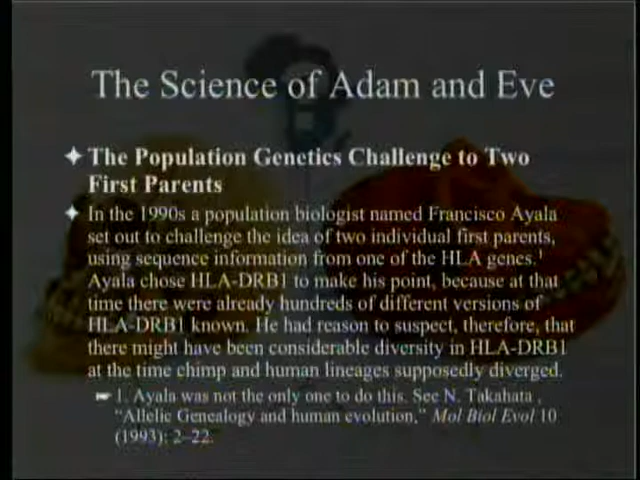 The Science of Adam and Eve
The Population Genetics Challenge to Two
First Parents
In the 1990s a population biologist named Francisco Ayala
set out to challenge the idea of two individual first parents,
using sequence information from one of the HLA genes.¹
Ayala chose HLA-DRB1 to make his point, because at that
time there were already hundreds of different versions of
HLA-DRB1 known. He had reason to suspect, therefore, that
there might have been considerable diversity in HLA-DRB1
at the time chimp and human lineages supposedly diverged.
1. Ayala was not the only one to do this. See N. Takahata ,
"Allelic Genealogy and human evolution," Mol Biol Evol 10
(1993): 2–22.